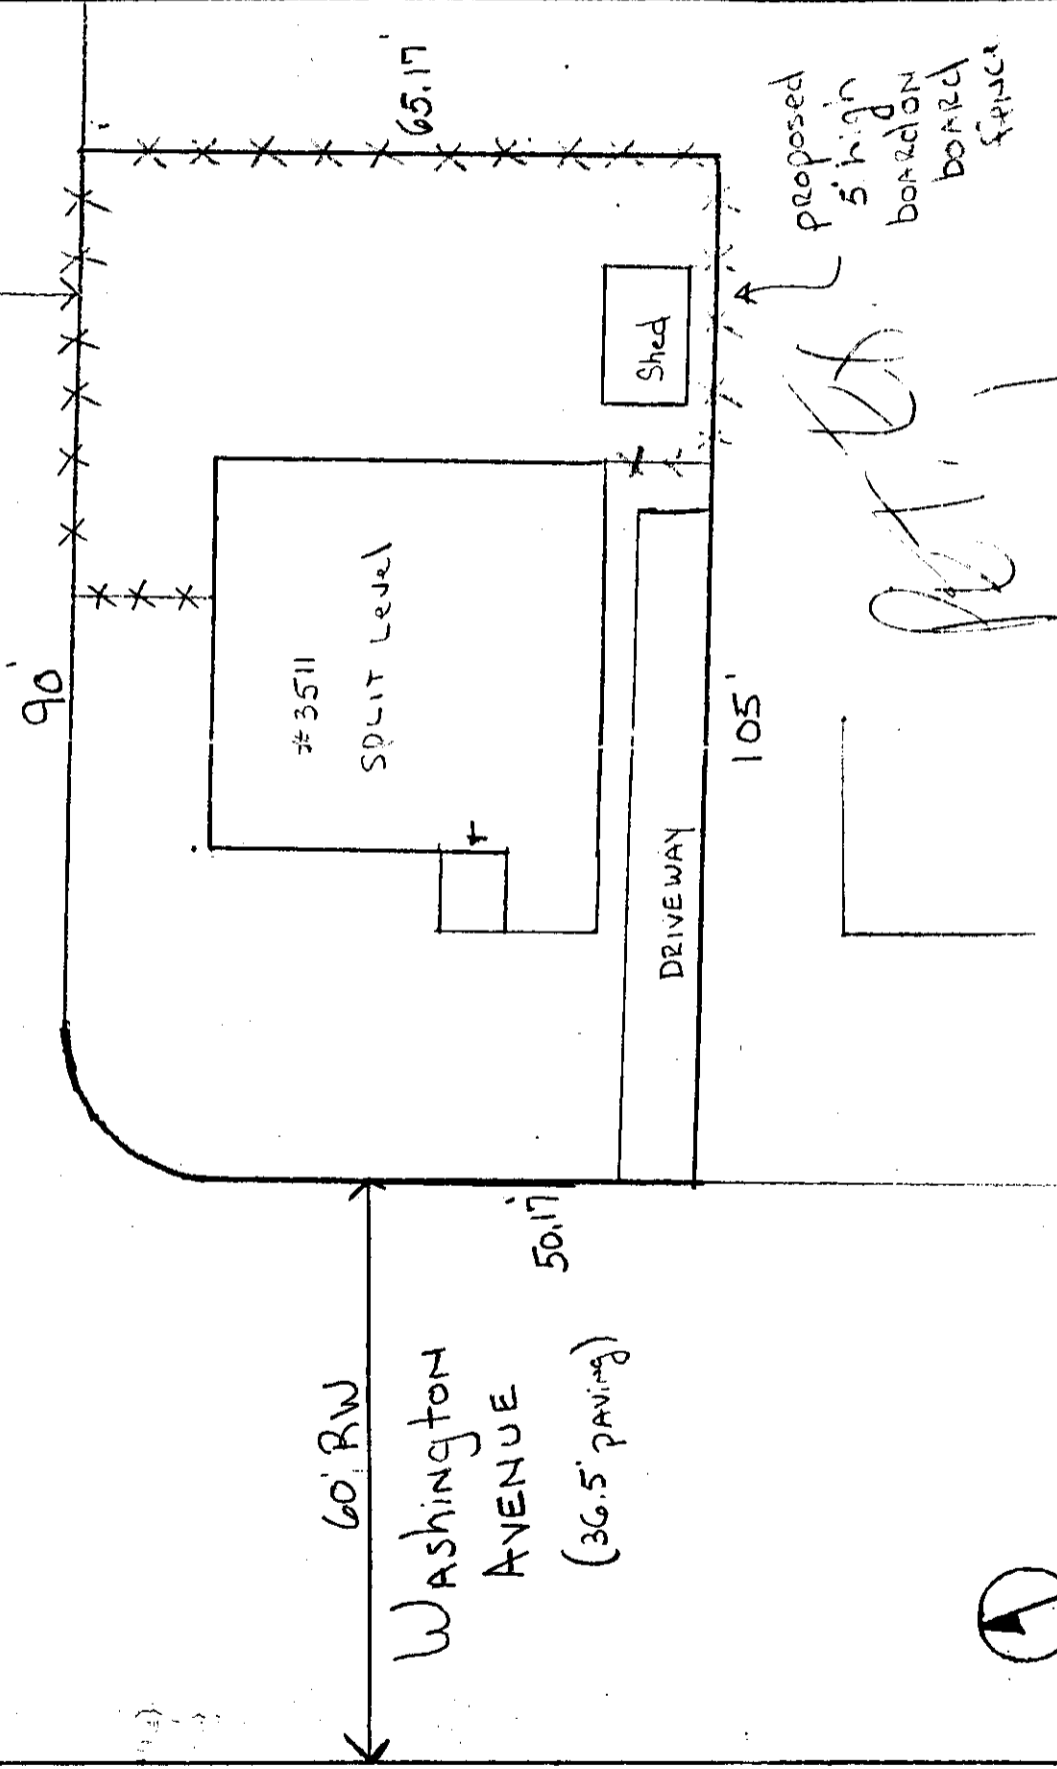 90'
65.17'
proposed
5' high
boARd ON
boARd
fence
Shed
#3511
SPLIT Level
105'
DRIVEWAY
50.17'
60' RW
WAShINgtON
AVENUE
(36.5' PAViNg)